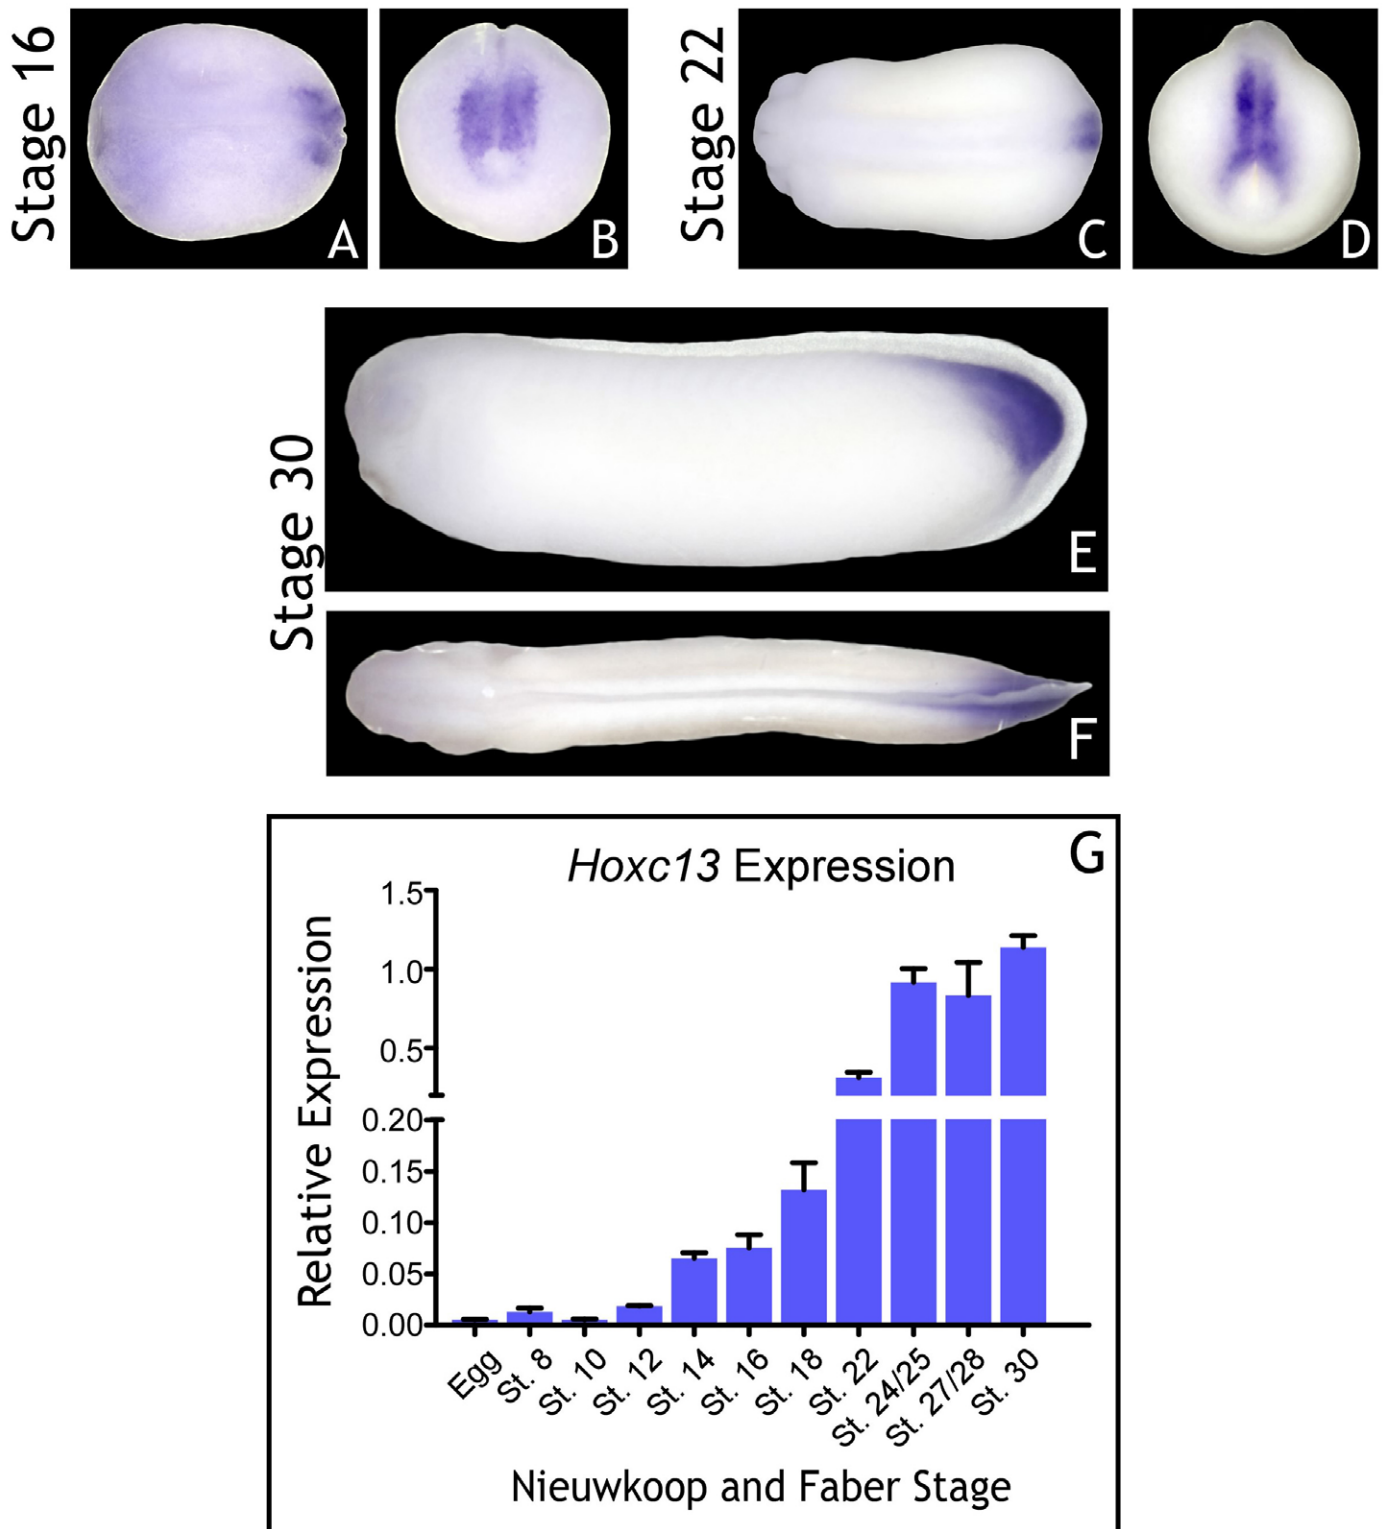 Stage 16
A
B
Stage 22
C
D
Stage 30
E
F
G
Hoxc13 Expression
Relative Expression
1.5
1.0
0.5
0.20
0.15
0.10
0.05
0.00
Egg
St. 8
St. 10
St. 12
St. 14
St. 16
St. 18
St. 22
St. 24/25
St. 27/28
St. 30
Nieuwkoop and Faber Stage